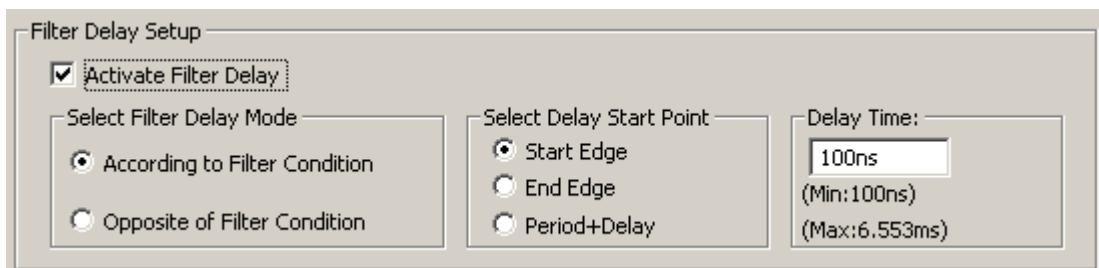 Filter Delay Setup
Activate Filter Delay
Select Filter Delay Mode
According to Filter Condition
Opposite of Filter Condition
Select Delay Start Point
Start Edge
End Edge
Period+Delay
Delay Time:
100ns
(Min:100ns)
(Max:6.553ms)